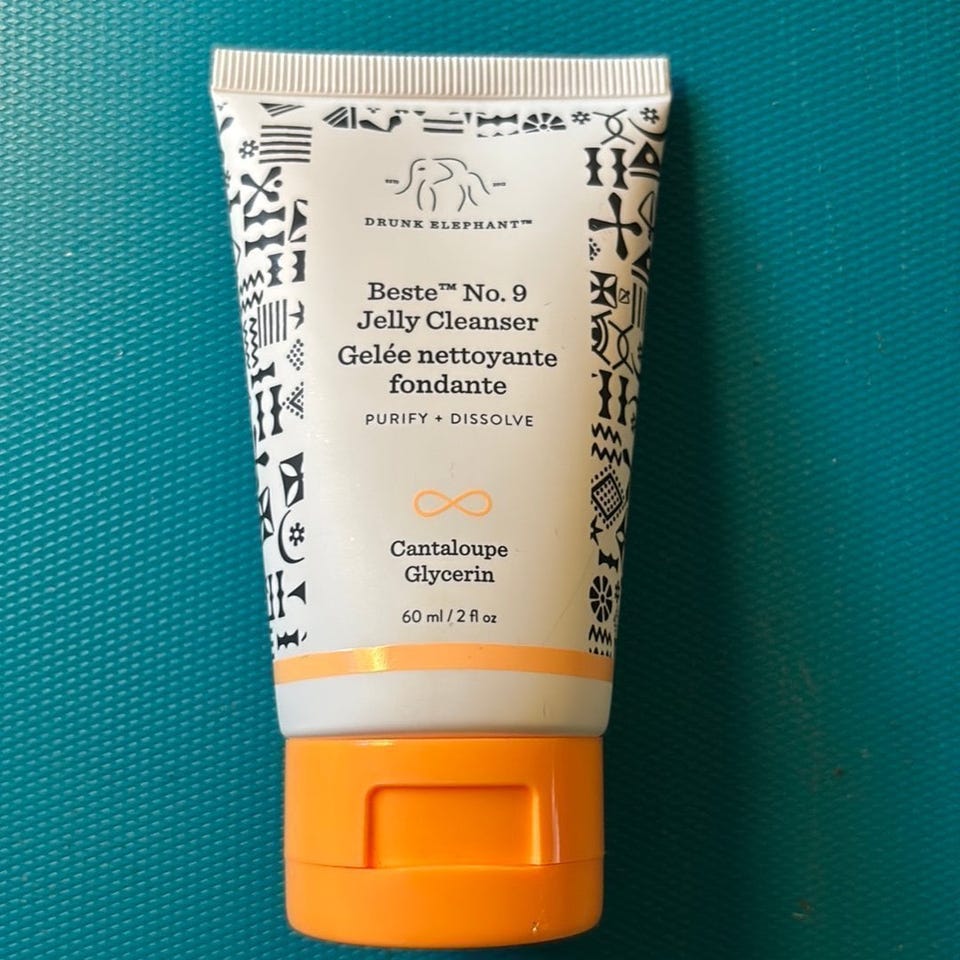 DRUNK ELEPHANT™
Beste™ No. 9
Jelly Cleanser
Gelée nettoyante
fondante
PURIFY + DISSOLVE
Cantaloupe
Glycerin
60 ml / 2 fl oz